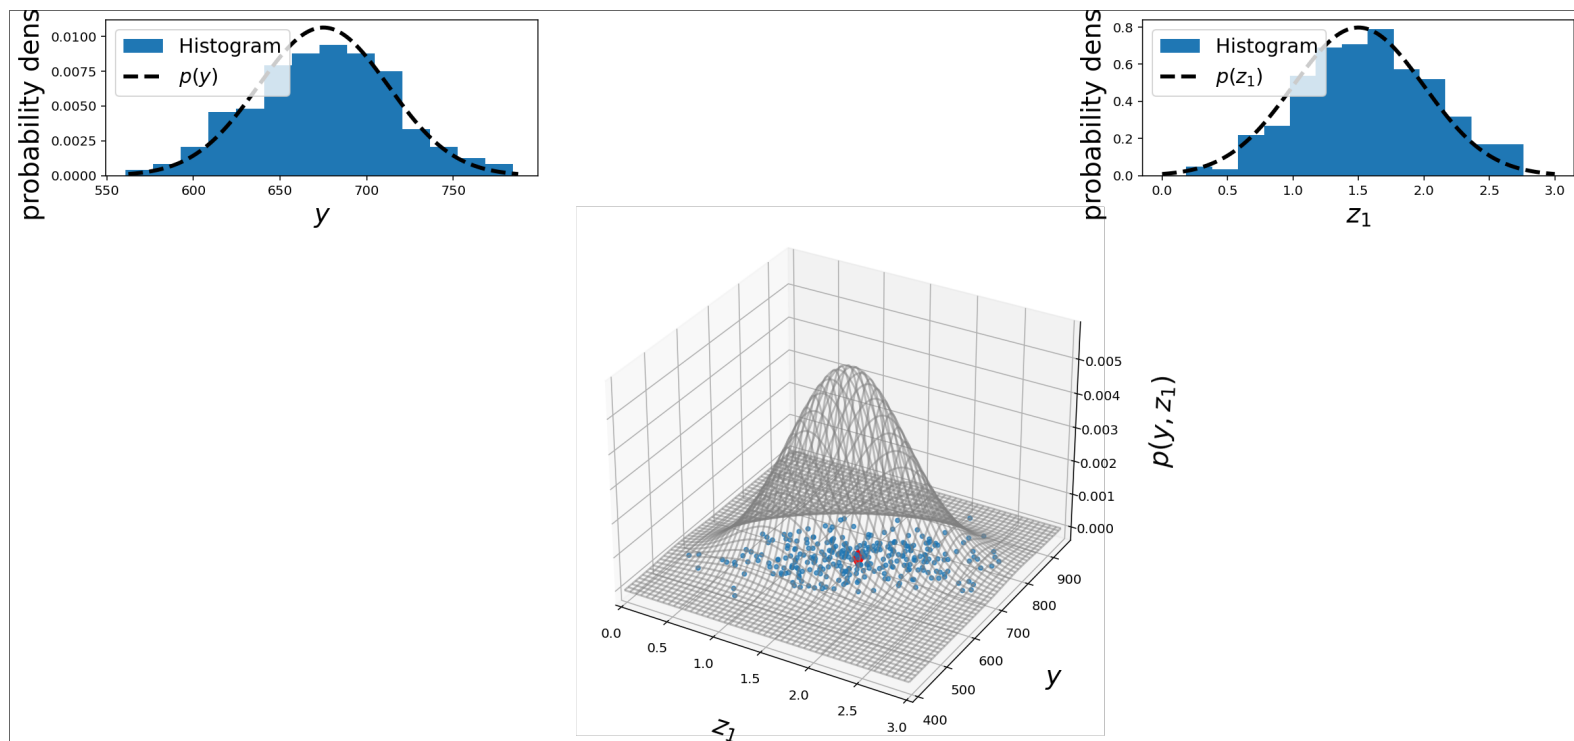 probability dens
0.0100
0.0075
0.0050
0.0025
0.0000
Histogram
p(y)
550 600 650 700 750
y
probability dens
0.8
0.6
0.4
0.2
0.0
Histogram
p(z₁)
0.0 0.5 1.0 1.5 2.0 2.5 3.0
z₁
0.005
0.004
0.003
0.002
0.001
0.000
p(y, z₁)
900
800
700
600
500
400
y
0.0
0.5
1.0
1.5
2.0
2.5
3.0
z₁